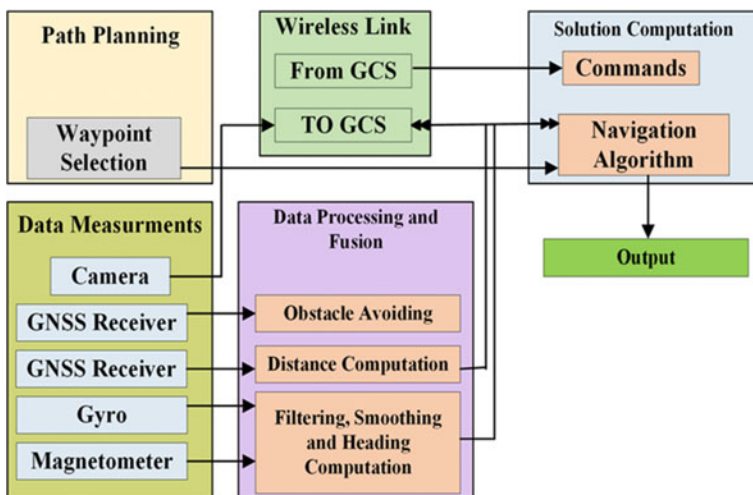 Path Planning
Waypoint
Selection
Wireless Link
From GCS
TO GCS
Solution Computation
Commands
Navigation
Algorithm
Output
Data Measurments
Camera
GNSS Receiver
GNSS Receiver
Gyro
Magnetometer
Data Processing and
Fusion
Obstacle Avoiding
Distance Computation
Filtering, Smoothing
and Heading
Computation